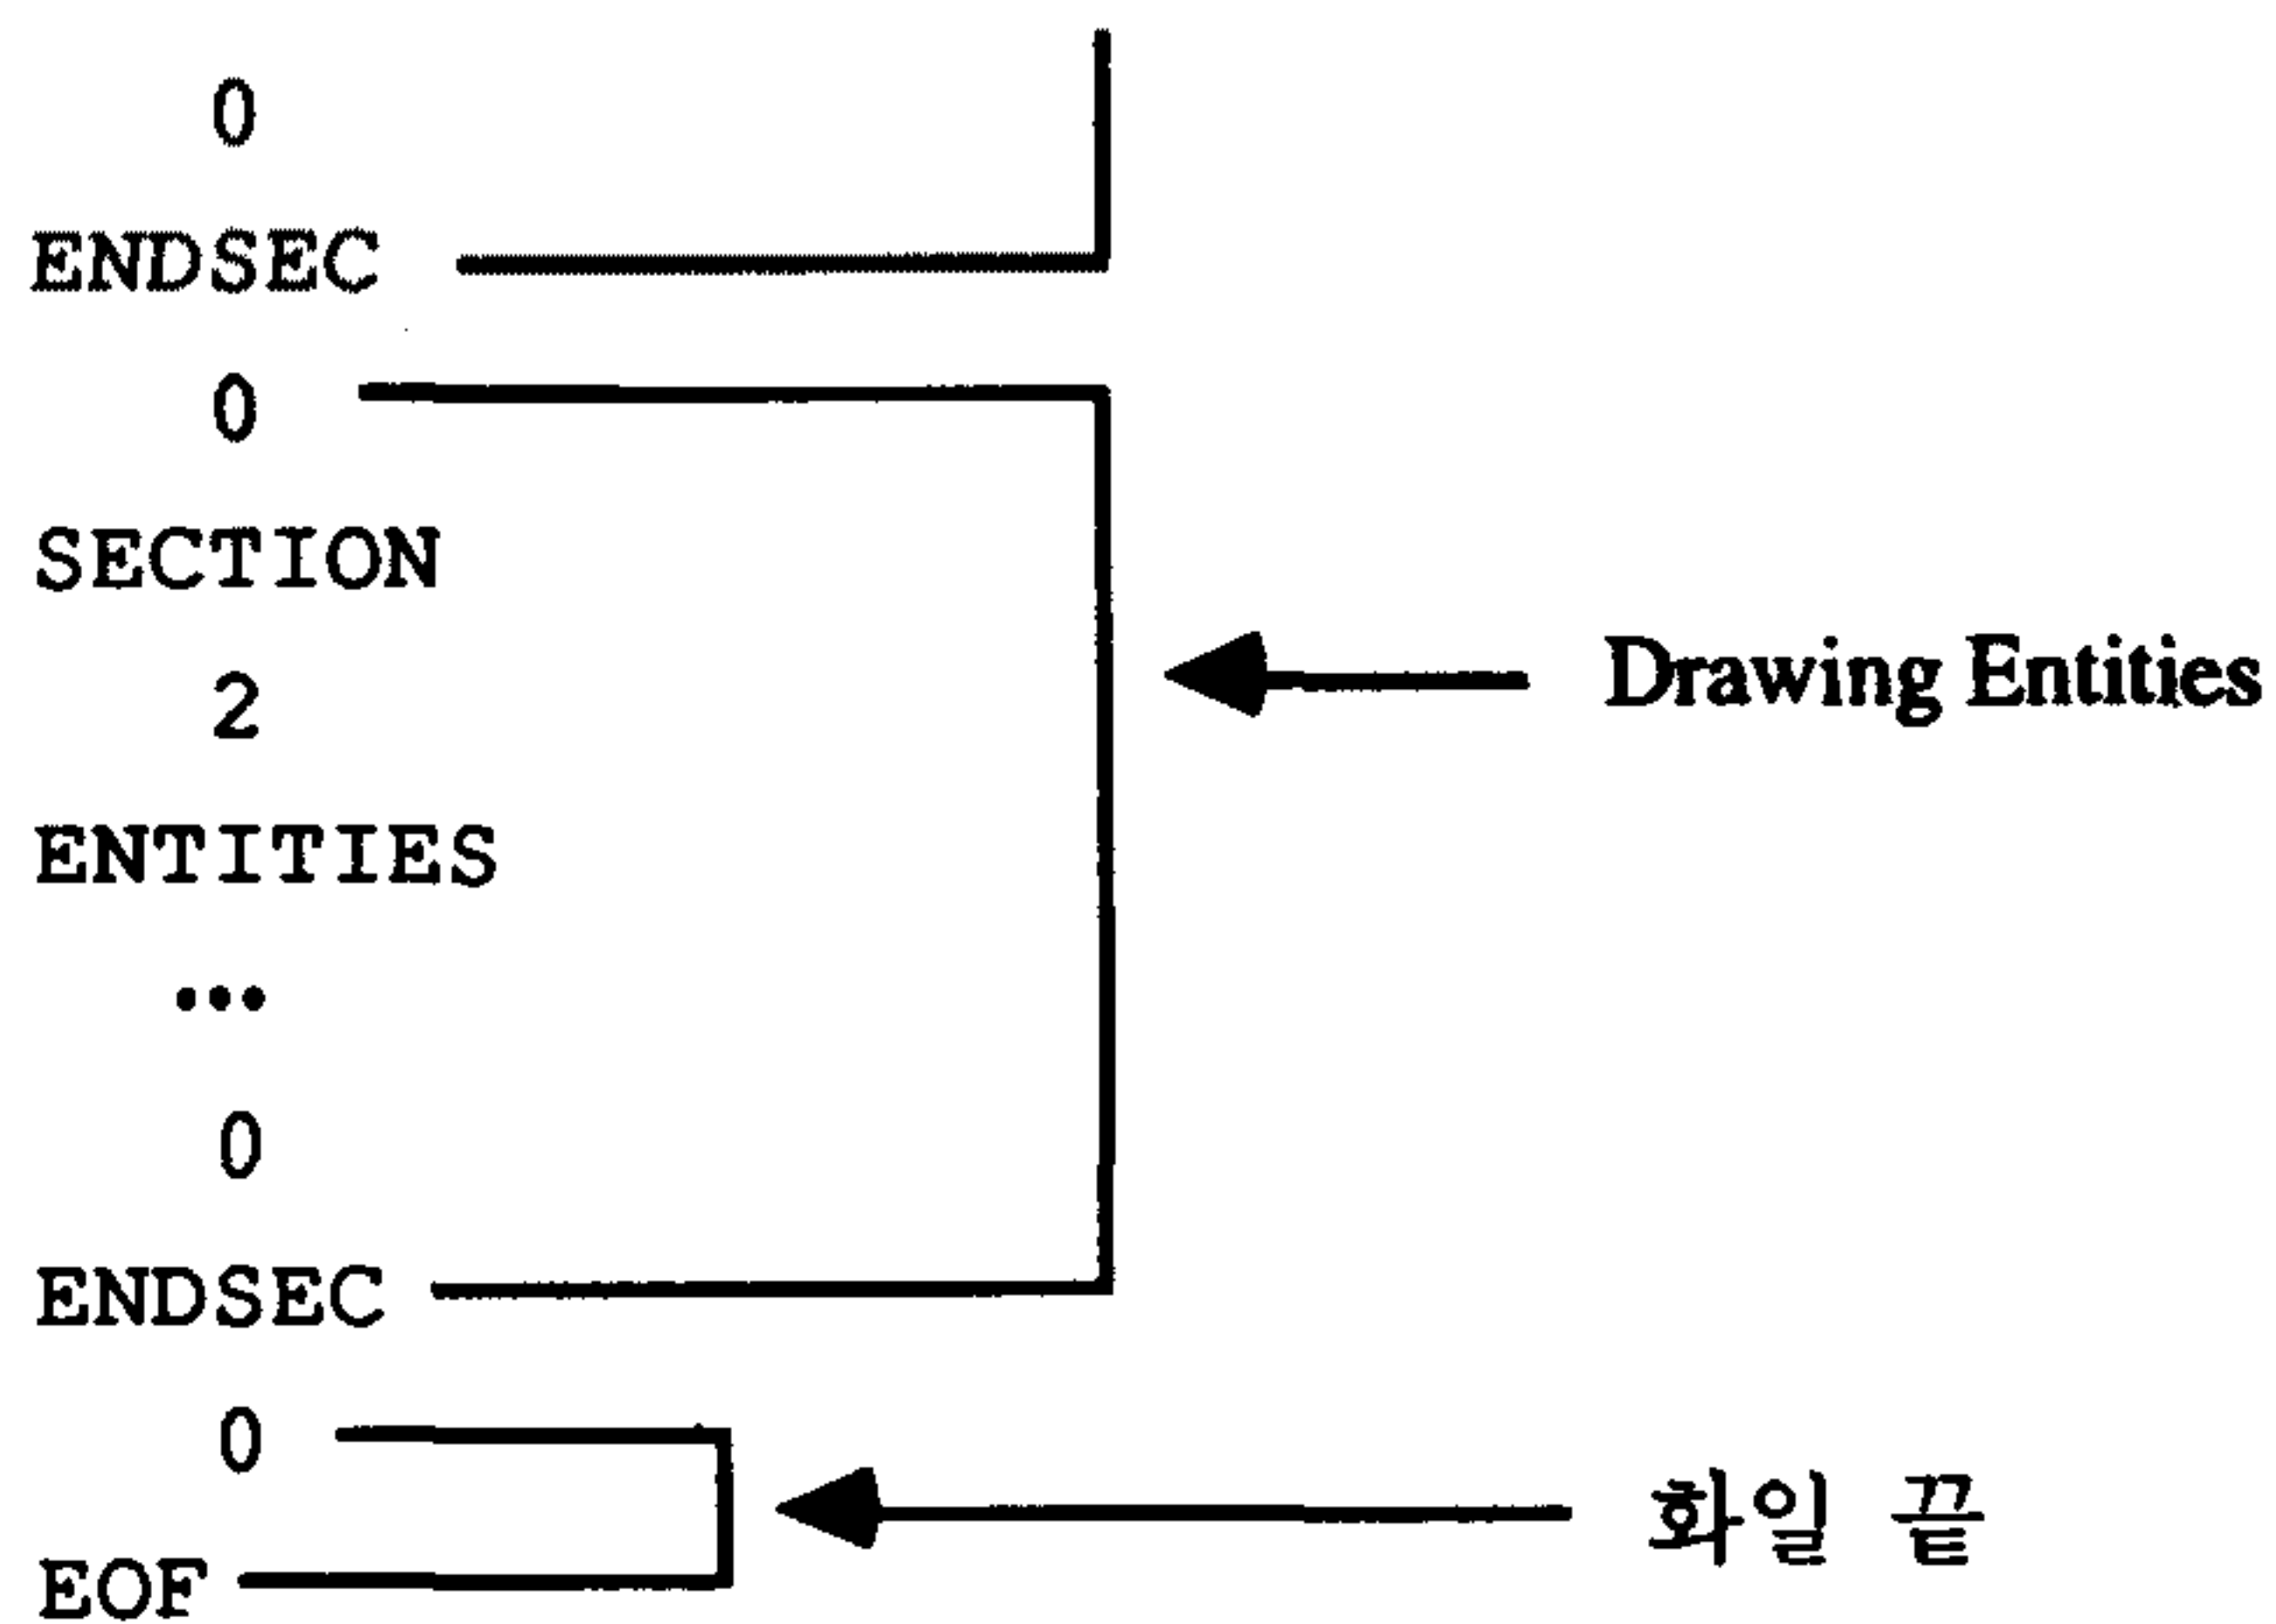 0
ENDSEC
0
SECTION
2
Drawing Entities
ENTITIES
...
0
ENDSEC
0
화일 끝
EOF